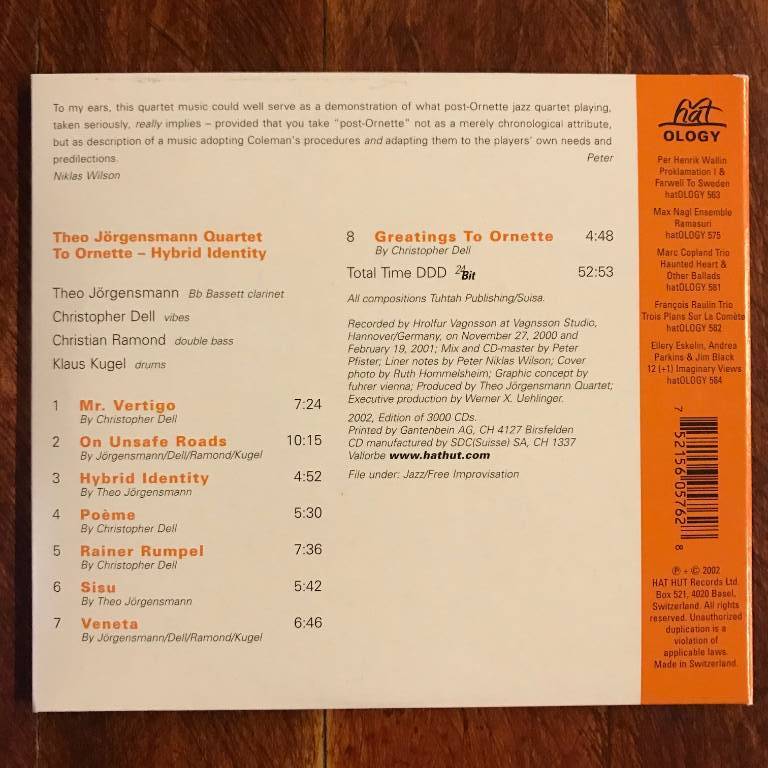 To my ears, this quartet music could well serve as a demonstration of what post-Ornette jazz quartet playing,
taken seriously, really implies – provided that you take "post-Ornette" not as a merely chronological attribute,
but as description of a music adopting Coleman's procedures and adapting them to the players' own needs and
predilections. Peter
Niklas Wilson
Theo Jörgensmann Quartet
To Ornette – Hybrid Identity
Theo Jörgensmann Bb Bassett clarinet
Christopher Dell vibes
Christian Ramond double bass
Klaus Kugel drums
1 Mr. Vertigo 7:24
By Christopher Dell
2 On Unsafe Roads 10:15
By Jörgensmann/Dell/Ramond/Kugel
3 Hybrid Identity 4:52
By Theo Jörgensmann
4 Poème 5:30
By Christopher Dell
5 Rainer Rumpel 7:36
By Christopher Dell
6 Sisu 5:42
By Theo Jörgensmann
7 Veneta 6:46
By Jörgensmann/Dell/Ramond/Kugel
8 Greatings To Ornette 4:48
By Christopher Dell
Total Time DDD 24 Bit 52:53
All compositions Tuhtah Publishing/Suisa.
Recorded by Hrolfur Vagnsson at Vagnsson Studio,
Hannover/Germany, on November 27, 2000 and
February 19, 2001; Mix and CD-master by Peter
Pfister; Liner notes by Peter Niklas Wilson; Cover
photo by Ruth Hommelsheim; Graphic concept by
fuhrer vienna; Produced by Theo Jörgensmann Quartet;
Executive production by Werner X. Uehlinger.
2002, Edition of 3000 CDs.
Printed by Gantenbein AG, CH 4127 Birsfelden
CD manufactured by SDC(Suisse) SA, CH 1337
Vallorbe www.hathut.com
File under: Jazz/Free Improvisation
hat
OLOGY
Per Henrik Wallin
Proklamation I &
Farwell To Sweden
hatOLOGY 563
Max Nagl Ensemble
Ramasuri
hatOLOGY 575
Marc Copland Trio
Haunted Heart &
Other Ballads
hatOLOGY 581
François Raulin Trio
Trois Plans Sur La Comète
hatOLOGY 582
Ellery Eskelin, Andrea
Parkins & Jim Black
12 (+1) Imaginary Views
hatOLOGY 584
7 52156 05762 8
℗ + © 2002
HAT HUT Records Ltd.
Box 521, 4020 Basel,
Switzerland. All rights
reserved. Unauthorized
duplication is a
violation of
applicable laws.
Made in Switzerland.